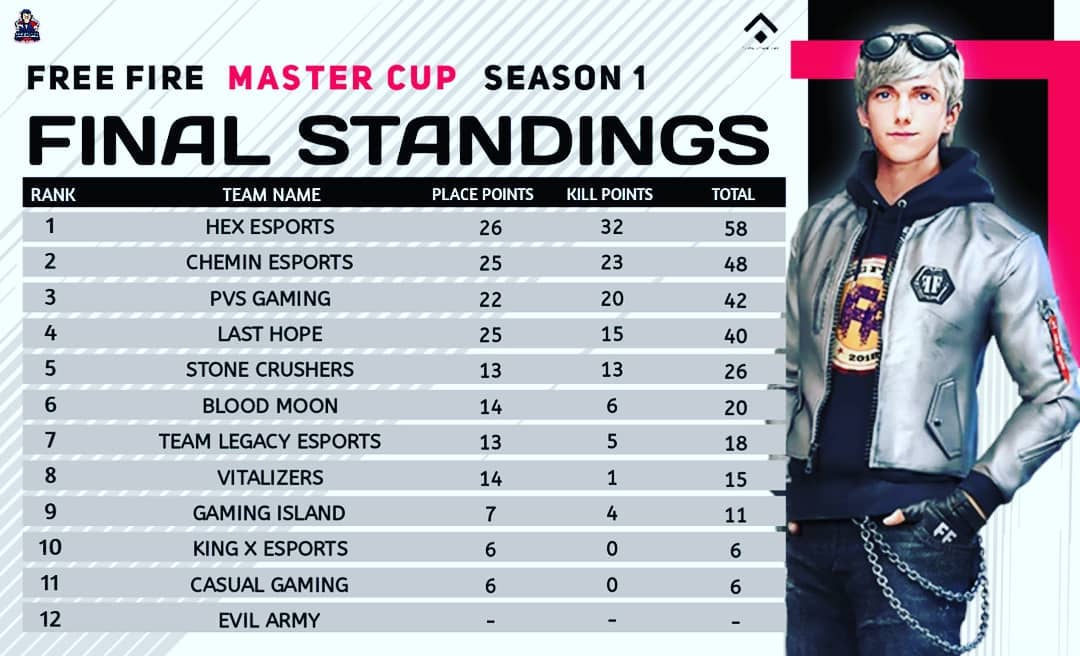 FREE FIRE MASTER CUP SEASON 1
FINAL STANDINGS
RANK TEAM NAME PLACE POINTS KILL POINTS TOTAL
1 HEX ESPORTS 26 32 58
2 CHEMIN ESPORTS 25 23 48
3 PVS GAMING 22 20 42
4 LAST HOPE 25 15 40
5 STONE CRUSHERS 13 13 26
6 BLOOD MOON 14 6 20
7 TEAM LEGACY ESPORTS 13 5 18
8 VITALIZERS 14 1 15
9 GAMING ISLAND 7 4 11
10 KING X ESPORTS 6 0 6
11 CASUAL GAMING 6 0 6
12 EVIL ARMY - - -
FF